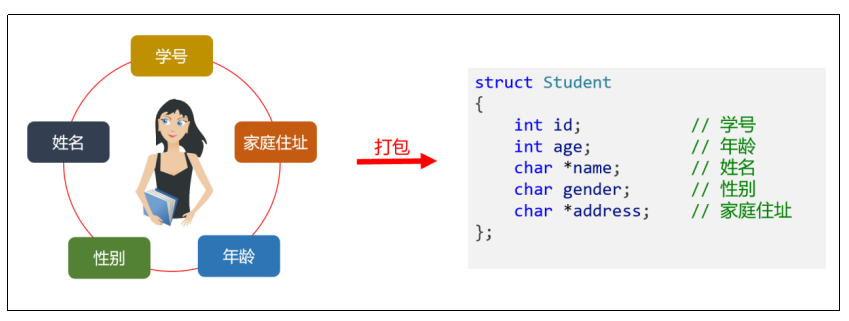 学号
姓名
家庭住址
性别
年龄
打包
struct Student
{
    int id;           // 学号
    int age;          // 年龄
    char *name;       // 姓名
    char gender;      // 性别
    char *address;    // 家庭住址
};